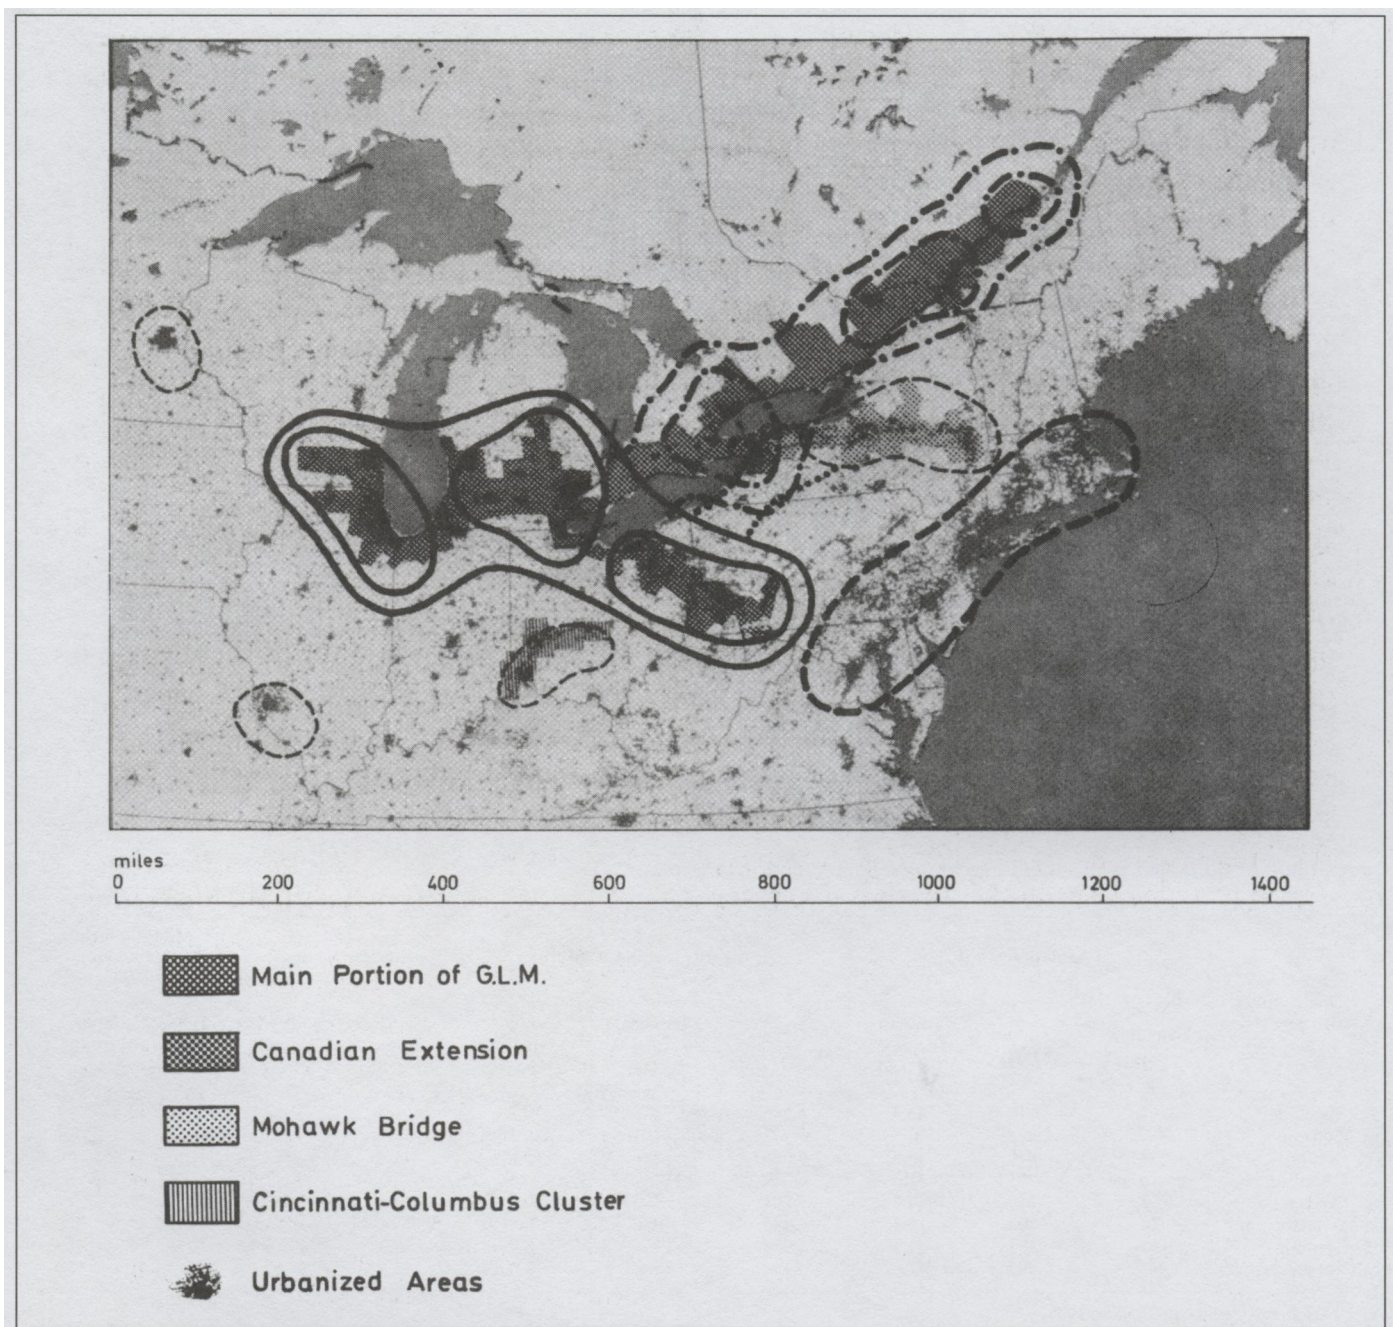 miles
0 200 400 600 800 1000 1200 1400
Main Portion of G.L.M.
Canadian Extension
Mohawk Bridge
Cincinnati-Columbus Cluster
Urbanized Areas